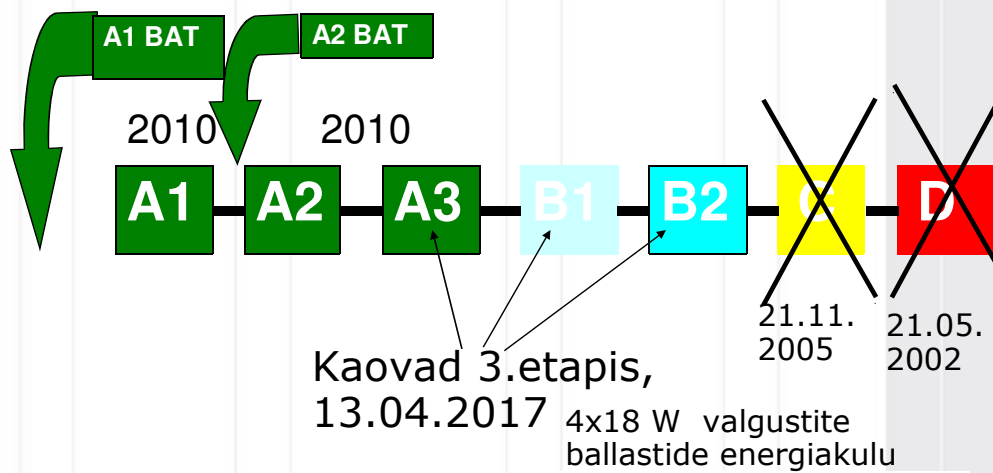 A1 BAT
A2 BAT
2010
2010
A1
A2
A3
B1
B2
C
D
21.11.
2005
21.05.
2002
Kaovad 3.etapis,
13.04.2017
4x18 W valgustite
ballastide energiakulu